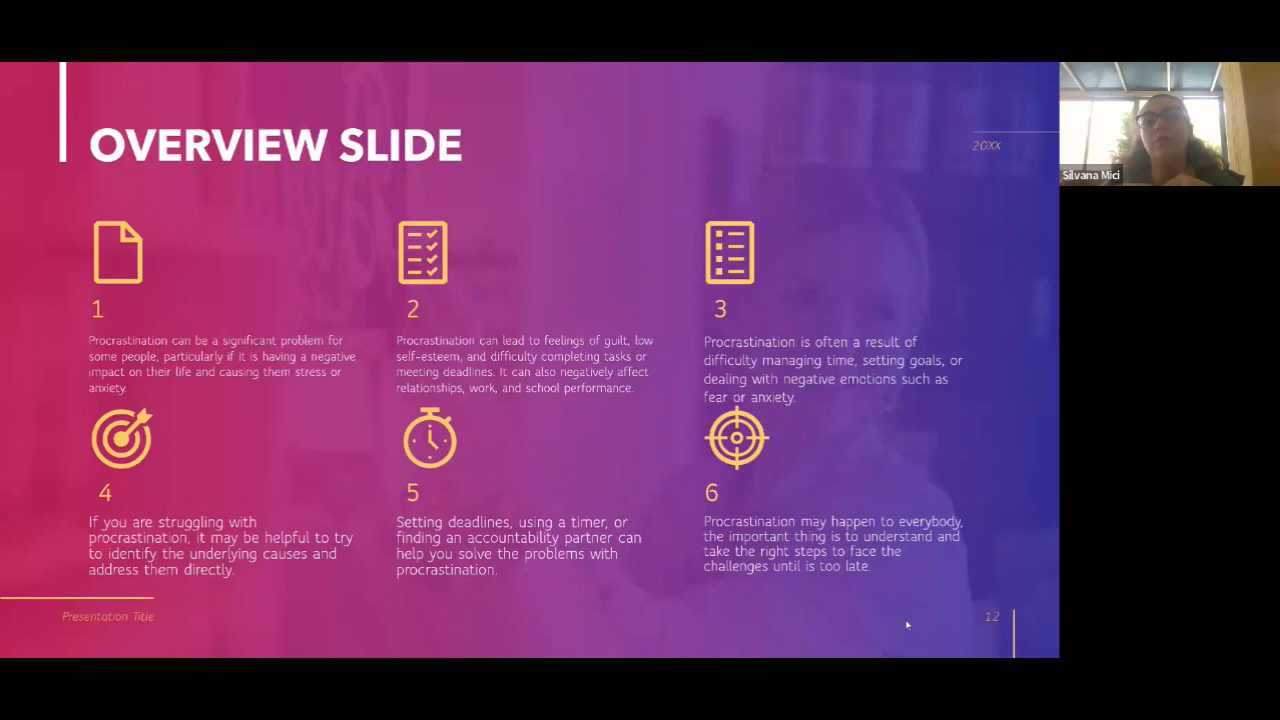 OVERVIEW SLIDE
20XX
Silvana Mici
1
Procrastination can be a significant problem for
some people, particularly if it is having a negative
impact on their life and causing them stress or
anxiety.
2
Procrastination can lead to feelings of guilt, low
self-esteem, and difficulty completing tasks or
meeting deadlines. It can also negatively affect
relationships, work, and school performance.
3
Procrastination is often a result of
difficulty managing time, setting goals, or
dealing with negative emotions such as
fear or anxiety.
4
If you are struggling with
procrastination, it may be helpful to try
to identify the underlying causes and
address them directly.
5
Setting deadlines, using a timer, or
finding an accountability partner can
help you solve the problems with
procrastination.
6
Procrastination may happen to everybody,
the important thing is to understand and
take the right steps to face the
challenges until is too late.
Presentation Title
12